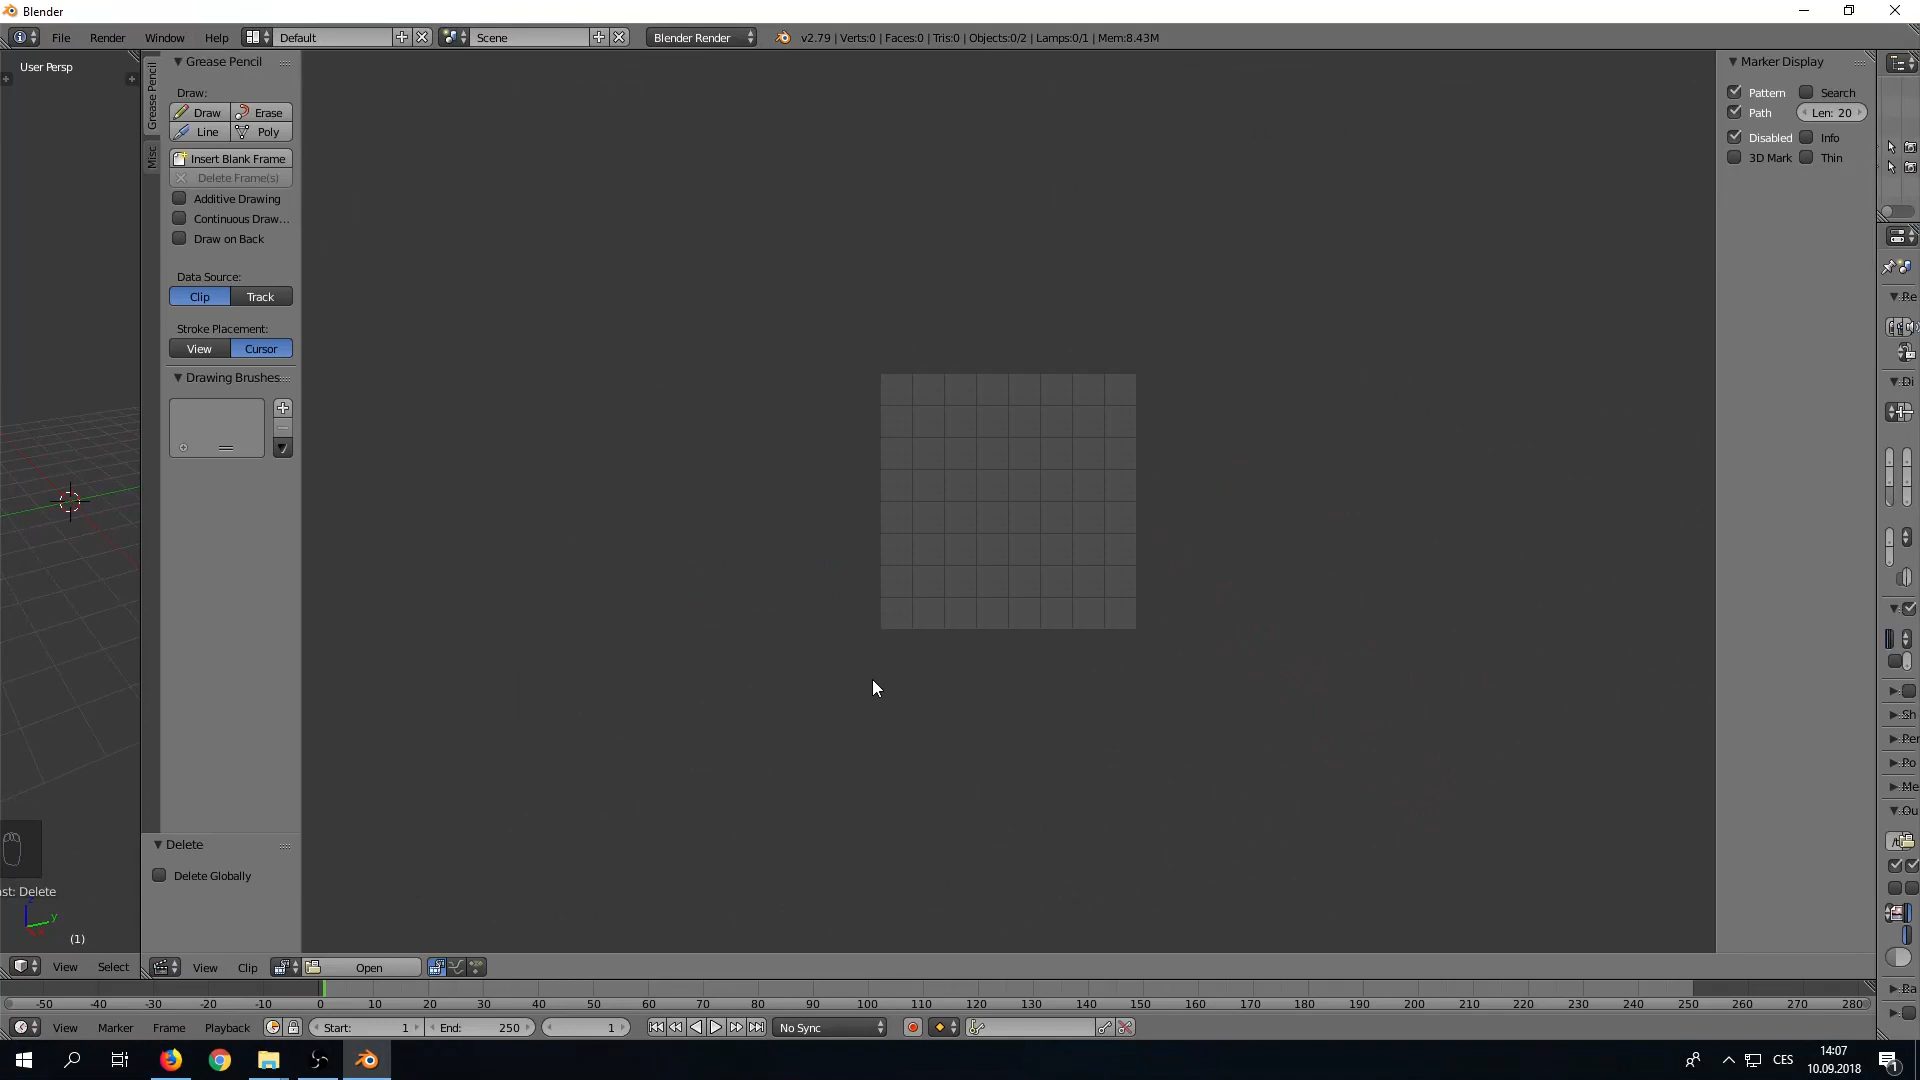 Blender
File Render Window Help Default Scene Blender Render v2.79 | Verts:0 | Faces:0 | Tris:0 | Objects:0/2 | Lamps:0/1 | Mem:8.43M
User Persp
Grease Pencil
Misc
Grease Pencil
Draw:
Draw Erase
Line Poly
Insert Blank Frame
Delete Frame(s)
Additive Drawing
Continuous Draw...
Draw on Back
Data Source:
Clip Track
Stroke Placement:
View Cursor
Drawing Brushes
Marker Display
Pattern Search
Path Len: 20
Disabled Info
3D Mark Thin
Re
Di
Sh
Per
Po
Me
Ou
/t
Ba
Delete
Delete Globally
st: Delete
z
y
(1)
View Select View Clip Open
-50 -40 -30 -20 -10 0 10 20 30 40 50 60 70 80 90 100 110 120 130 140 150 160 170 180 190 200 210 220 230 240 250 260 270 280
View Marker Frame Playback Start: 1 End: 250 1 No Sync
CES
14:07
10.09.2018
1